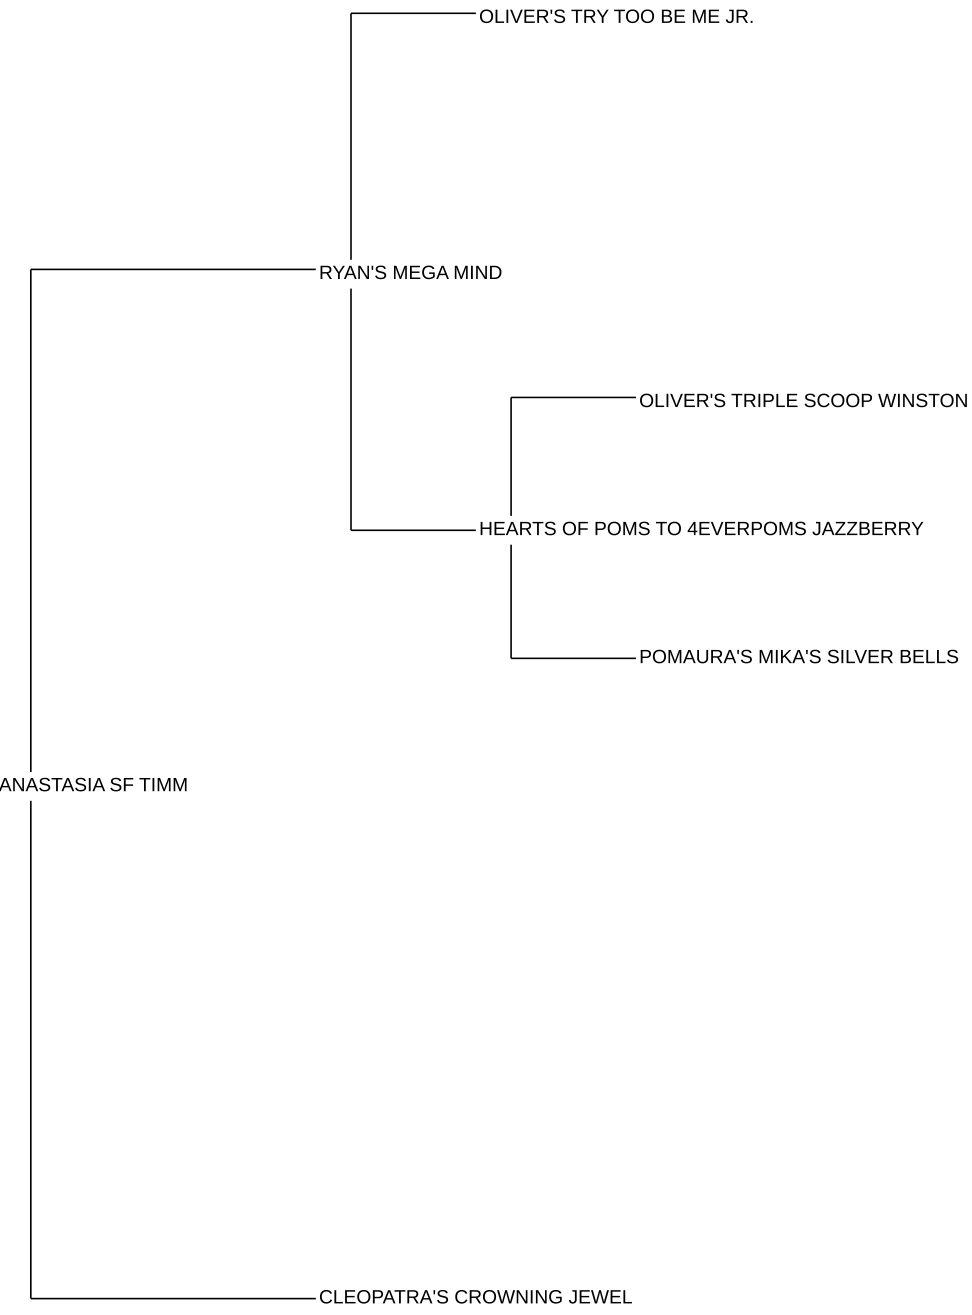 OLIVER'S TRY TOO BE ME JR.
RYAN'S MEGA MIND
OLIVER'S TRIPLE SCOOP WINSTON
HEARTS OF POMS TO 4EVERPOMS JAZZBERRY
POMAURA'S MIKA'S SILVER BELLS
ANASTASIA SF TIMM
CLEOPATRA'S CROWNING JEWEL